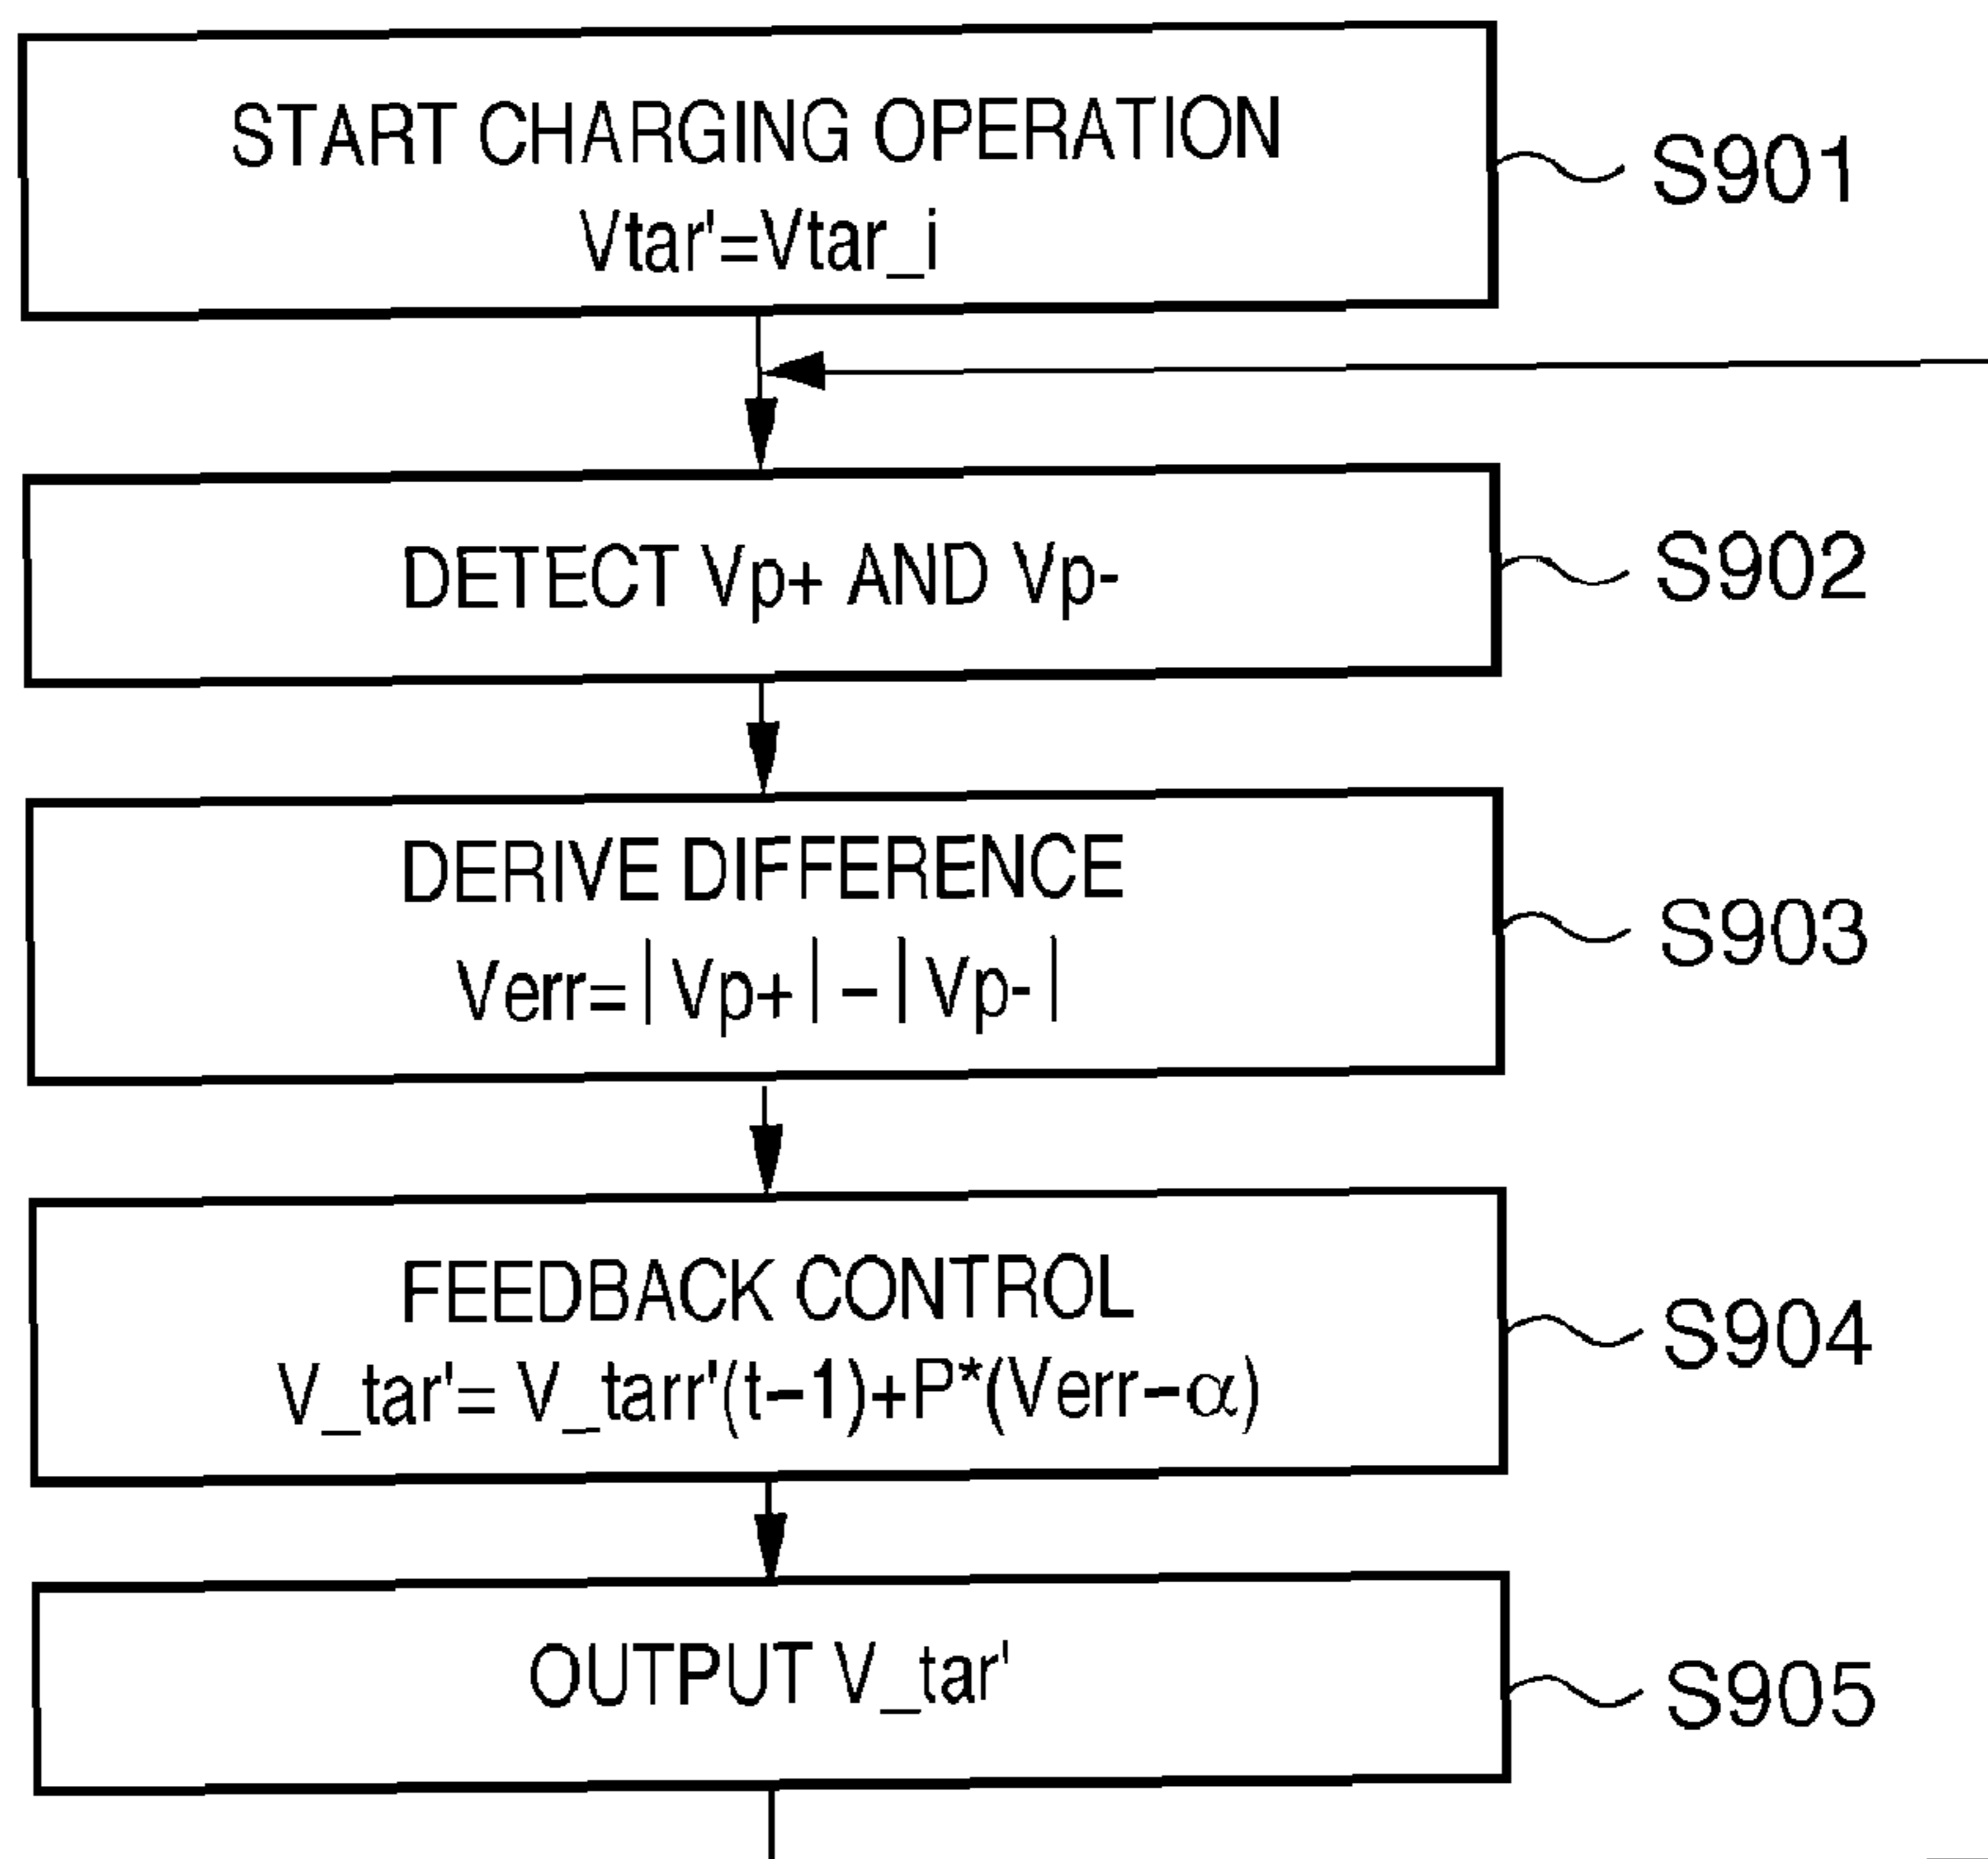 START CHARGING OPERATION
Vtar'=Vtar_i
S901
DETECT Vp+ AND Vp-
S902
DERIVE DIFFERENCE
Verr=|Vp+|−|Vp-|
S903
FEEDBACK CONTROL
V_tar'= V_tarr'(t−1)+P*(Verr−α)
S904
OUTPUT V_tar'
S905